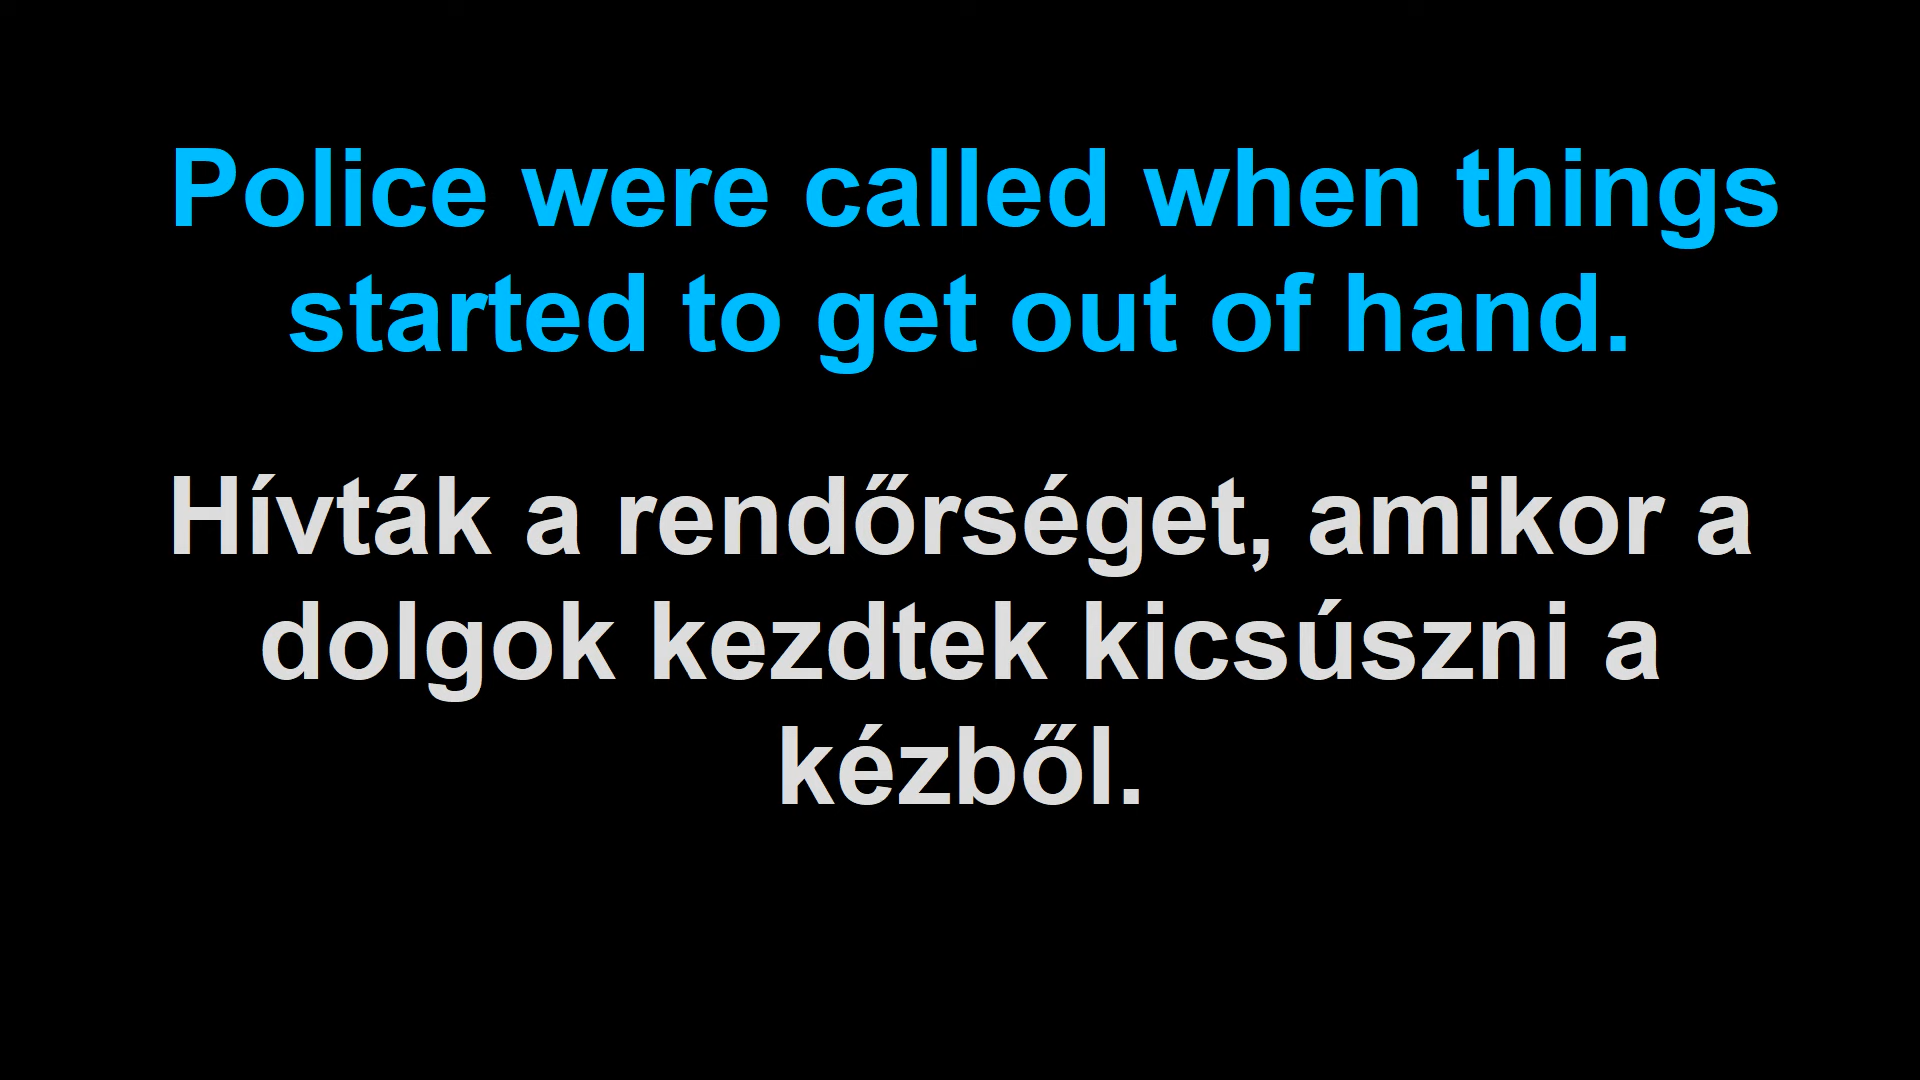 Police were called when things
started to get out of hand.
Hívták a rendőrséget, amikor a
dolgok kezdtek kicsúszni a
kézből.